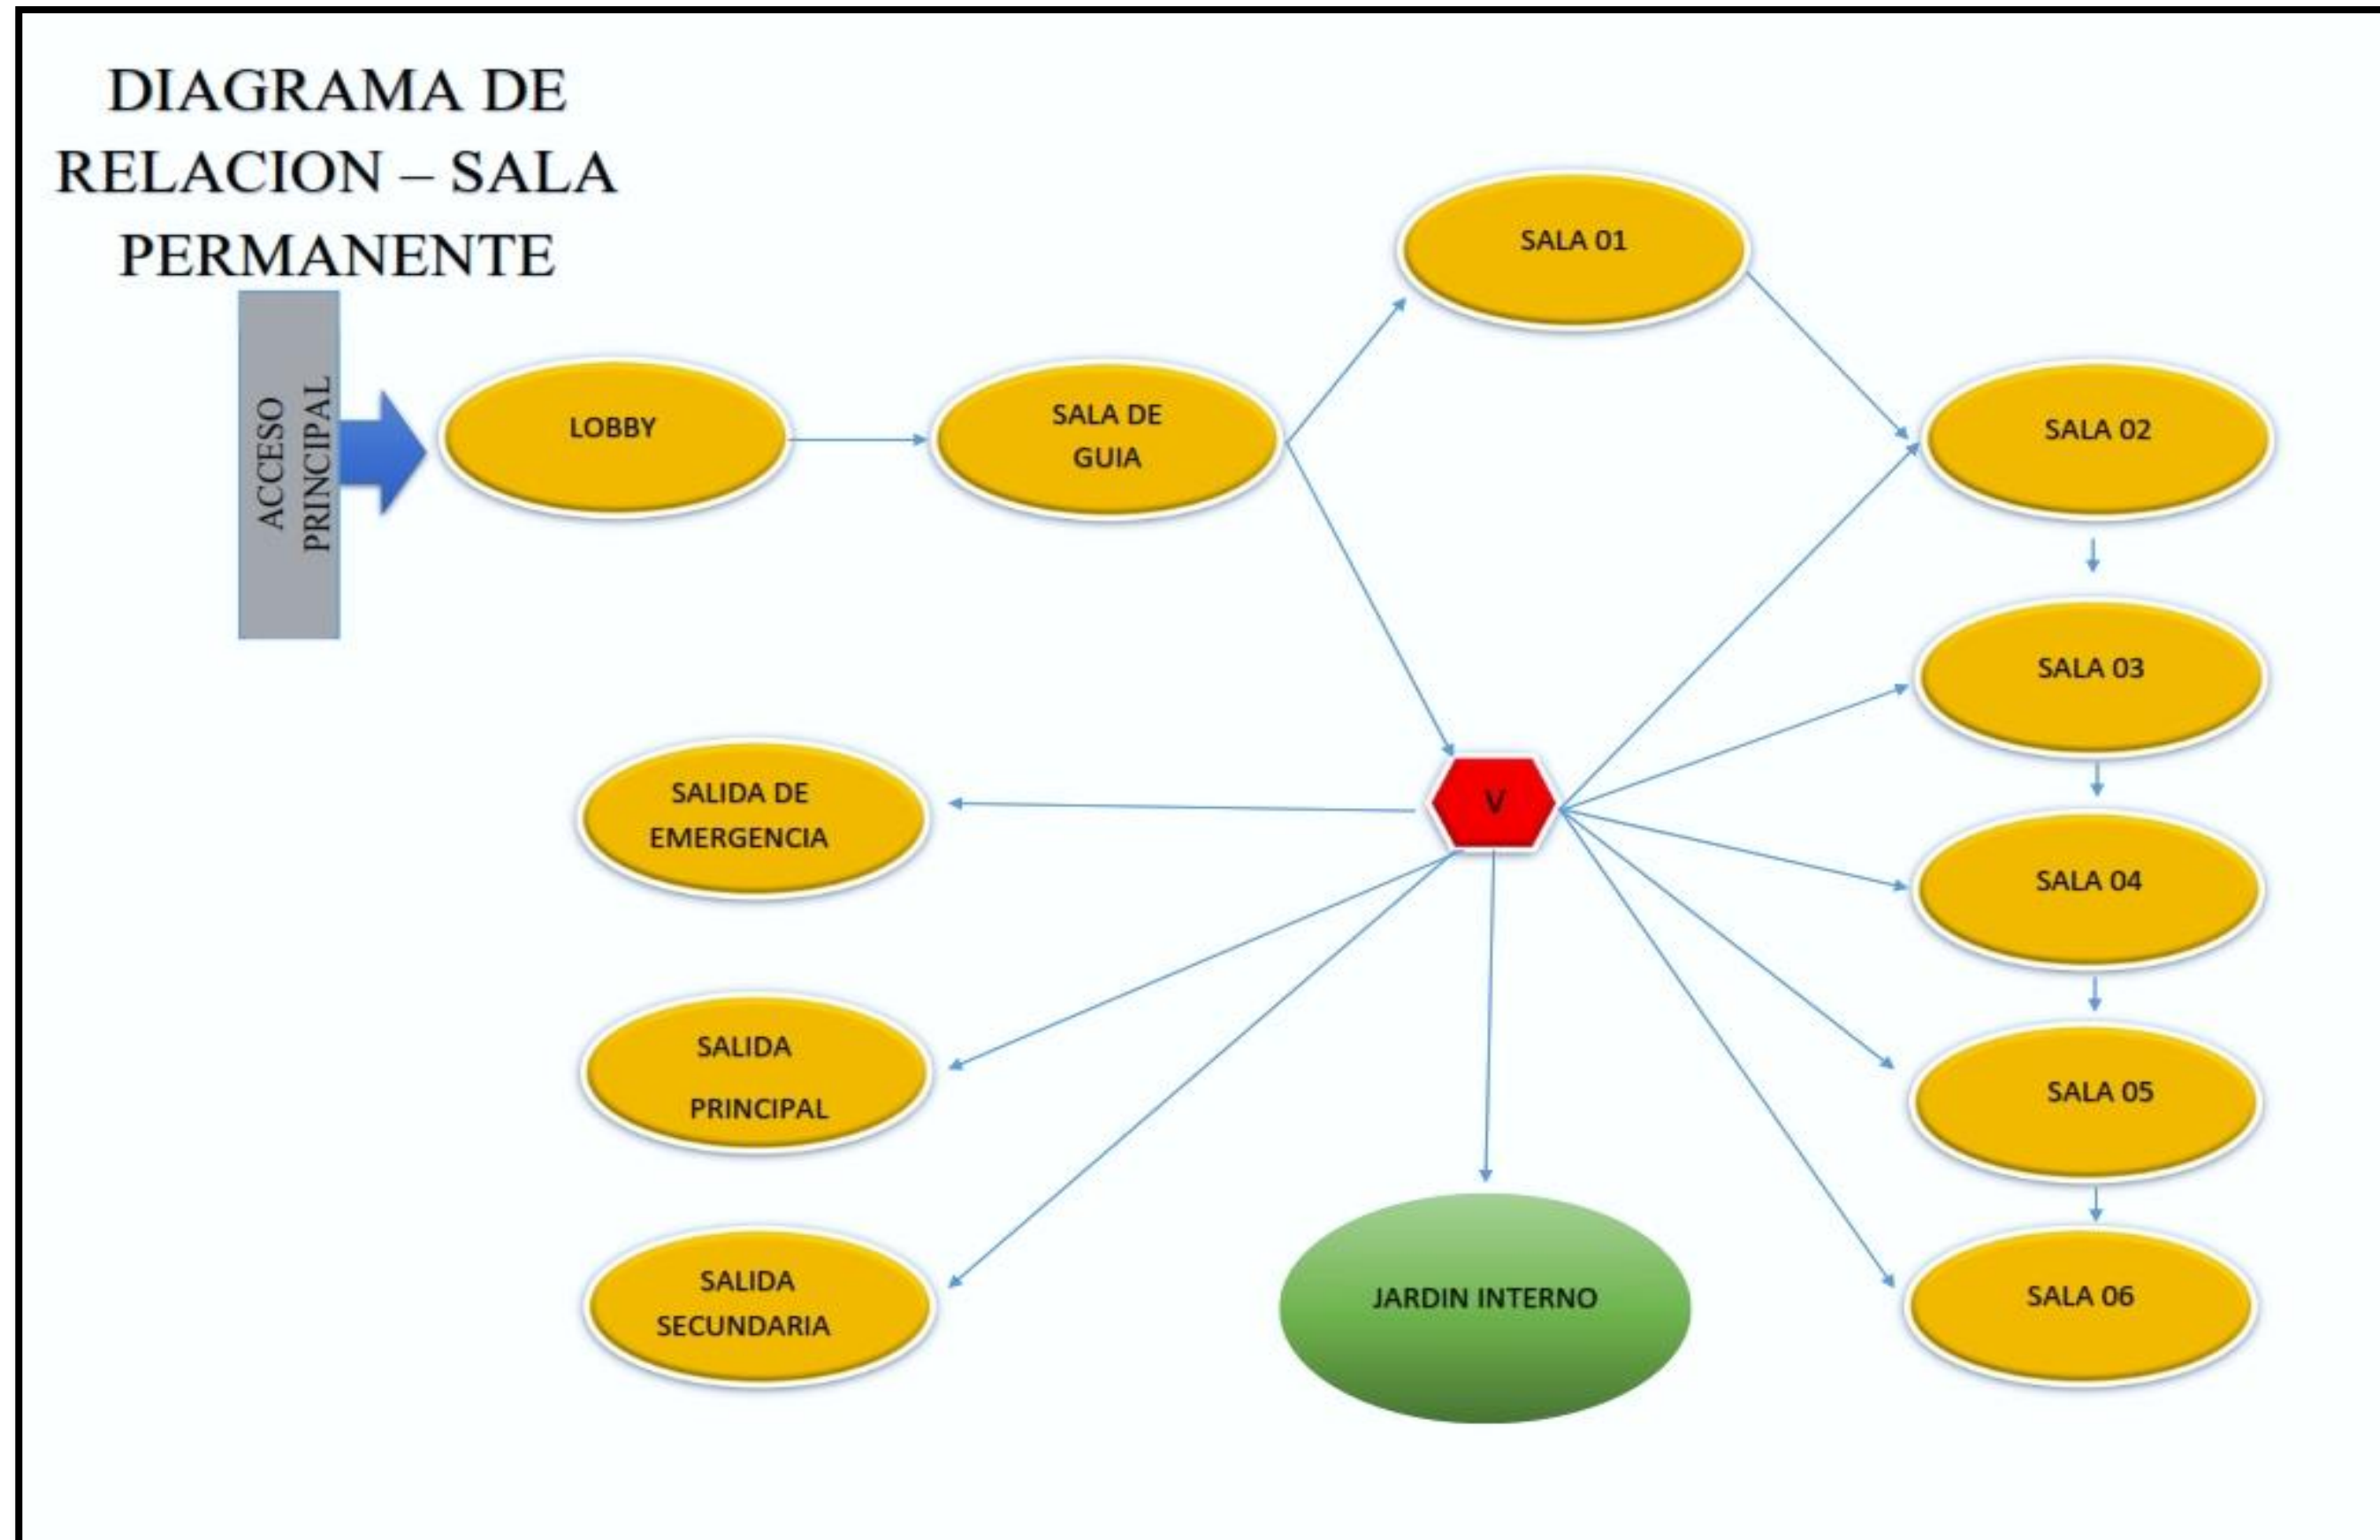 DIAGRAMA DE
RELACION – SALA
PERMANENTE
ACCESO
PRINCIPAL
LOBBY
SALA DE
GUIA
SALA 01
SALA 02
SALA 03
SALA 04
SALA 05
SALA 06
V
SALIDA DE
EMERGENCIA
SALIDA
PRINCIPAL
SALIDA
SECUNDARIA
JARDIN INTERNO